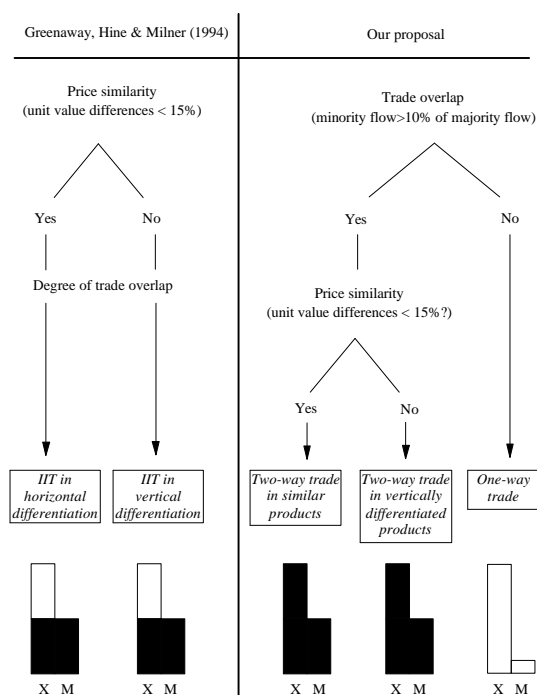 Greenaway, Hine & Milner (1994)
Price similarity
(unit value differences < 15%)
Yes
No
Degree of trade overlap
IIT in
horizontal
differentiation
IIT in
vertical
differentiation
X M
X M
Our proposal
Trade overlap
(minority flow>10% of majority flow)
Yes
No
Price similarity
(unit value differences < 15%?)
Yes
No
Two-way trade
in similar
products
Two-way trade
in vertically
differentiated
products
One-way
trade
X M
X M
X M